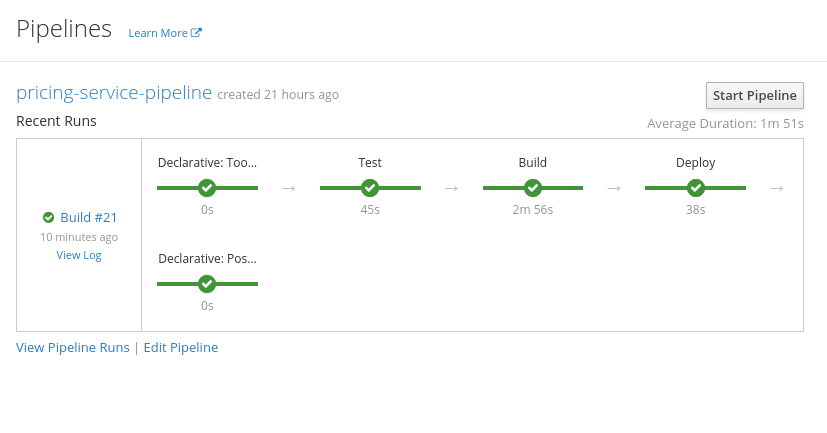 Pipelines Learn More
pricing-service-pipeline created 21 hours ago Start Pipeline
Recent Runs Average Duration: 1m 51s
Declarative: Too... Test Build Deploy
→ → → →
0s 45s 2m 56s 38s
Build #21
10 minutes ago
View Log
Declarative: Pos...
0s
View Pipeline Runs | Edit Pipeline